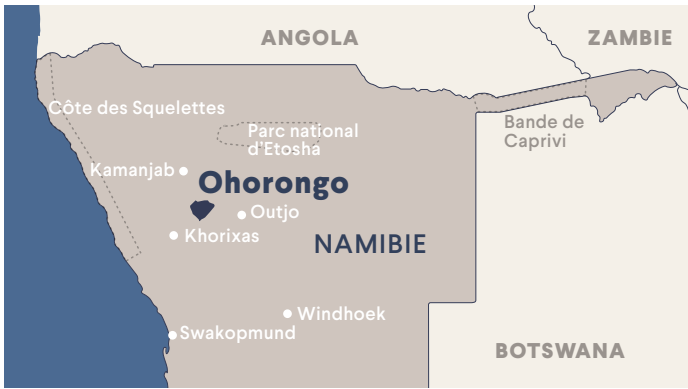 ANGOLA
ZAMBIE
Côte des Squelettes
Parc national
d'Etosha
Bande de
Caprivi
Kamanjab
Ohorongo
Outjo
Khorixas
NAMIBIE
Windhoek
Swakopmund
BOTSWANA